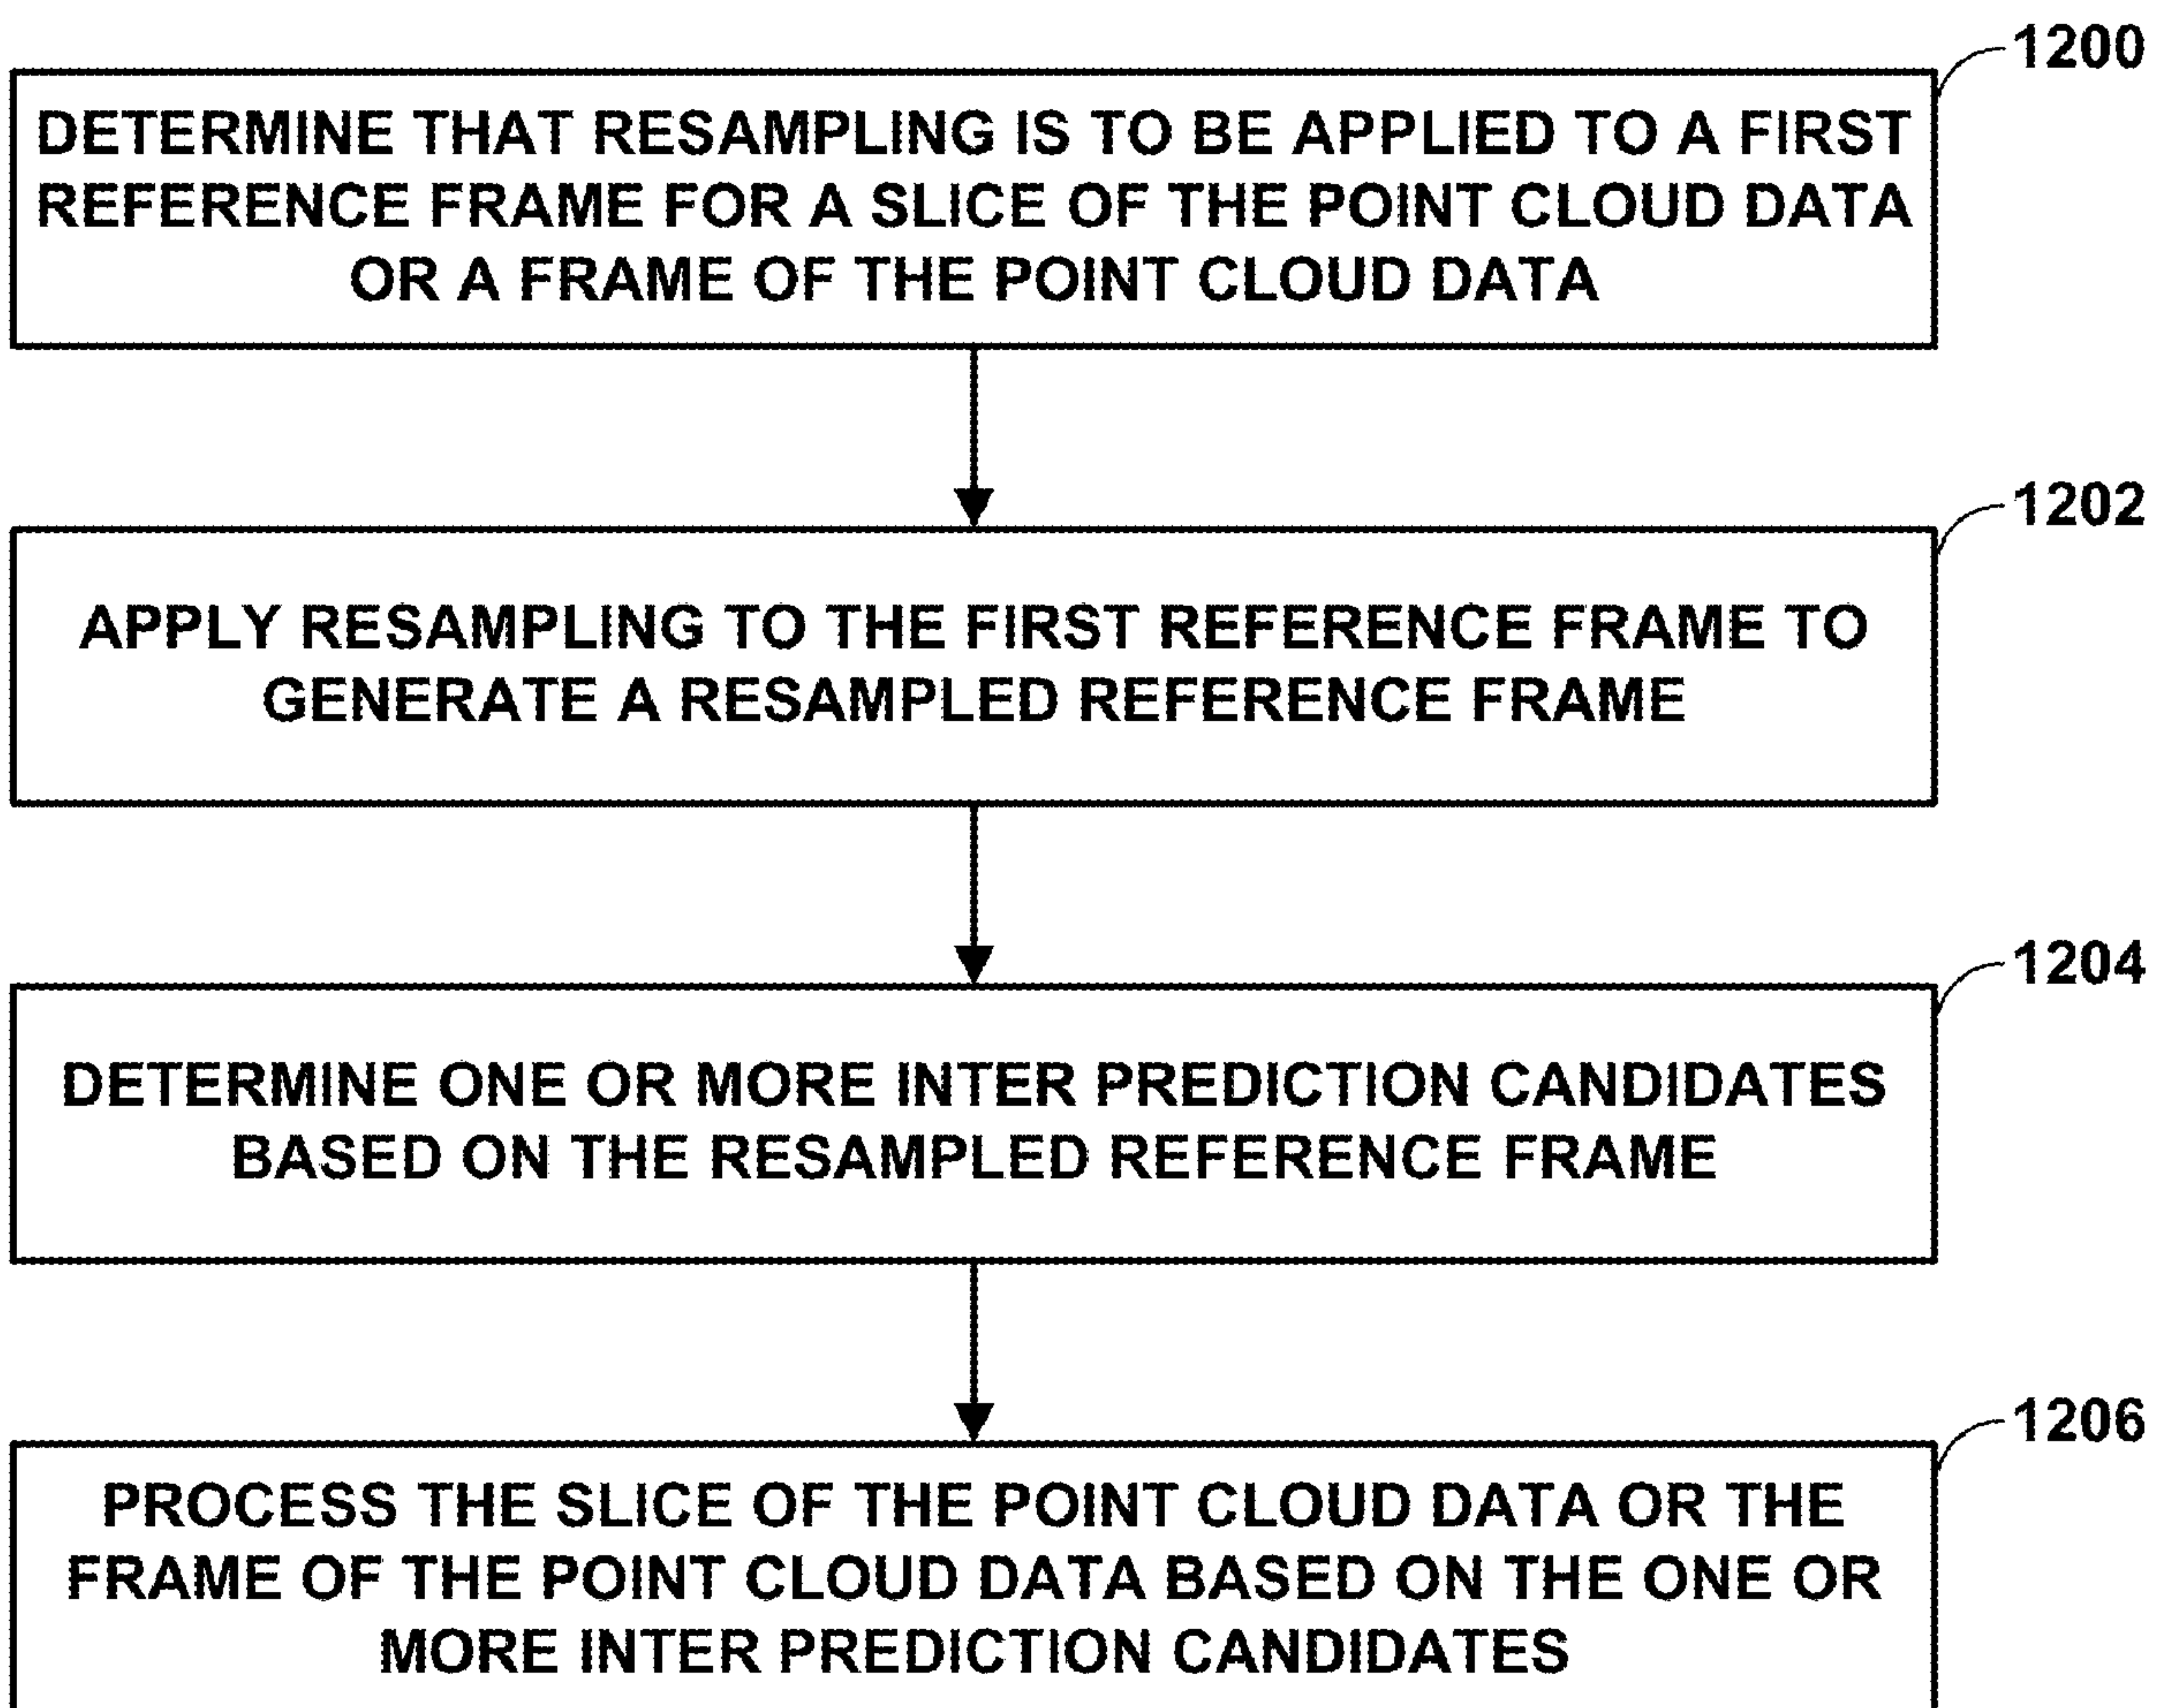 1200
DETERMINE THAT RESAMPLING IS TO BE APPLIED TO A FIRST
REFERENCE FRAME FOR A SLICE OF THE POINT CLOUD DATA
OR A FRAME OF THE POINT CLOUD DATA
1202
APPLY RESAMPLING TO THE FIRST REFERENCE FRAME TO
GENERATE A RESAMPLED REFERENCE FRAME
1204
DETERMINE ONE OR MORE INTER PREDICTION CANDIDATES
BASED ON THE RESAMPLED REFERENCE FRAME
1206
PROCESS THE SLICE OF THE POINT CLOUD DATA OR THE
FRAME OF THE POINT CLOUD DATA BASED ON THE ONE OR
MORE INTER PREDICTION CANDIDATES